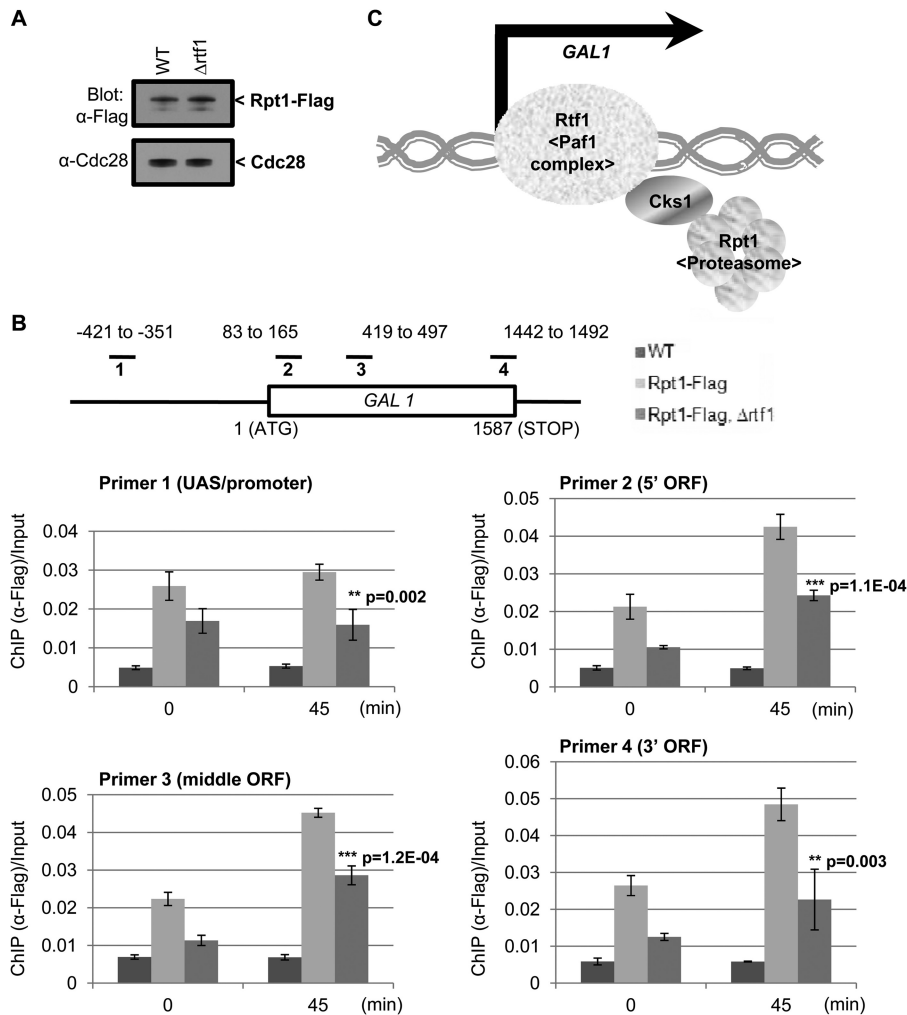 A
WT
Δrtf1
Blot:
α-Flag
< Rpt1-Flag
α-Cdc28
< Cdc28
C
GAL1
Rtf1
<Paf1
complex>
Cks1
Rpt1
<Proteasome>
B
-421 to -351
83 to 165
419 to 497
1442 to 1492
1
2
3
4
GAL 1
1 (ATG)
1587 (STOP)
WT
Rpt1-Flag
Rpt1-Flag, Δrtf1
Primer 1 (UAS/promoter)
ChIP (α-Flag)/Input
0.04
0.03
0.02
0.01
0
** p=0.002
0
45
(min)
Primer 2 (5' ORF)
ChIP (α-Flag)/Input
0.05
0.04
0.03
0.02
0.01
0
*** p=1.1E-04
0
45
(min)
Primer 3 (middle ORF)
ChIP (α-Flag)/Input
0.05
0.04
0.03
0.02
0.01
0
*** p=1.2E-04
0
45
(min)
Primer 4 (3' ORF)
ChIP (α-Flag)/Input
0.06
0.05
0.04
0.03
0.02
0.01
0
** p=0.003
0
45
(min)